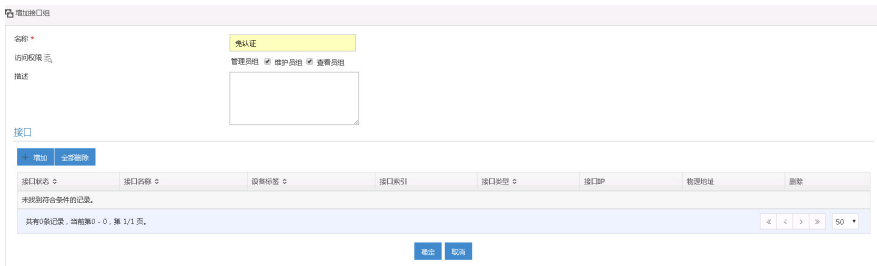 增加接口组
名称 *
免认证
访问权限
管理员组 维护员组 查看员组
描述
接口
+ 增加 全部删除
接口状态 接口名称 设备标签 接口索引 接口类型 接口IP 物理地址 删除
未找到符合条件的记录。
共有0条记录，当前第0 - 0，第 1/1 页。
« < > » 50
确定 取消